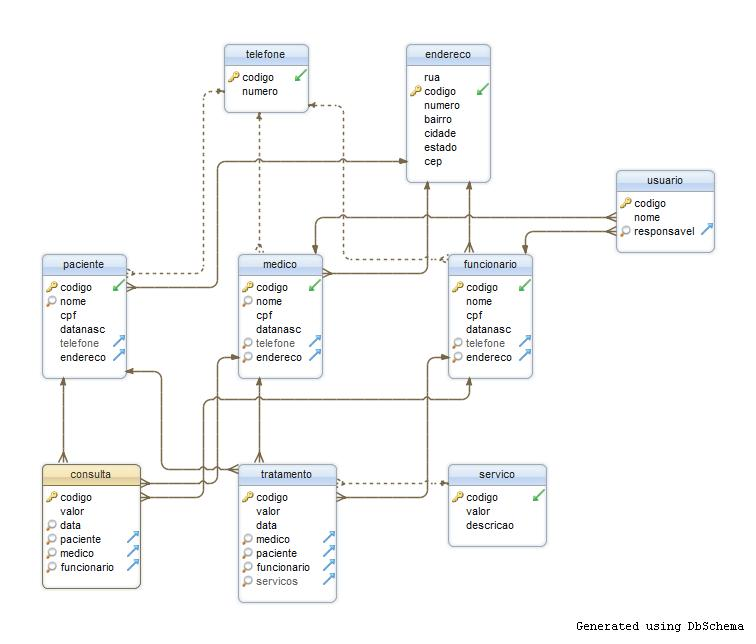 telefone
codigo
numero
endereco
rua
codigo
numero
bairro
cidade
estado
cep
usuario
codigo
nome
responsavel
paciente
codigo
nome
cpf
datanasc
telefone
endereco
medico
codigo
nome
cpf
datanasc
telefone
endereco
funcionario
codigo
nome
cpf
datanasc
telefone
endereco
consulta
codigo
valor
data
paciente
medico
funcionario
tratamento
codigo
valor
data
medico
paciente
funcionario
servicos
servico
codigo
valor
descricao
Generated using DbSchema